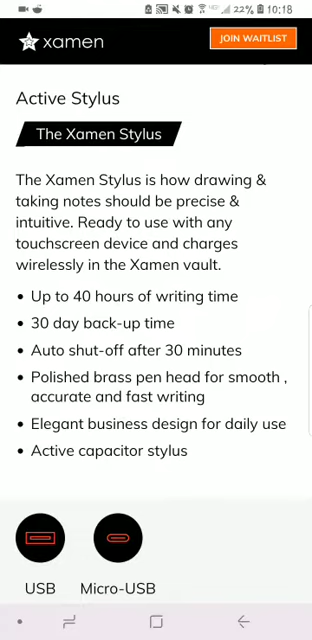 22% 10:18
xamen
JOIN WAITLIST
Active Stylus
The Xamen Stylus
The Xamen Stylus is how drawing &
taking notes should be precise &
intuitive. Ready to use with any
touchscreen device and charges
wirelessly in the Xamen vault.
• Up to 40 hours of writing time
• 30 day back-up time
• Auto shut-off after 30 minutes
• Polished brass pen head for smooth ,
accurate and fast writing
• Elegant business design for daily use
• Active capacitor stylus
USB Micro-USB